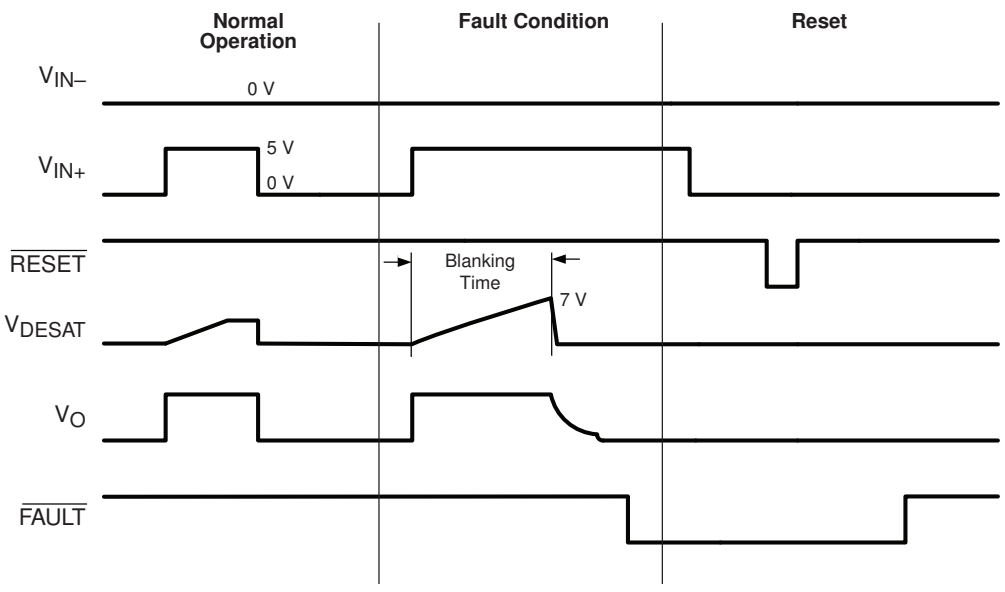 Normal
Operation
Fault Condition
Reset
VIN–
0 V
VIN+
5 V
0 V
RESET
Blanking
Time
7 V
VDESAT
VO
FAULT